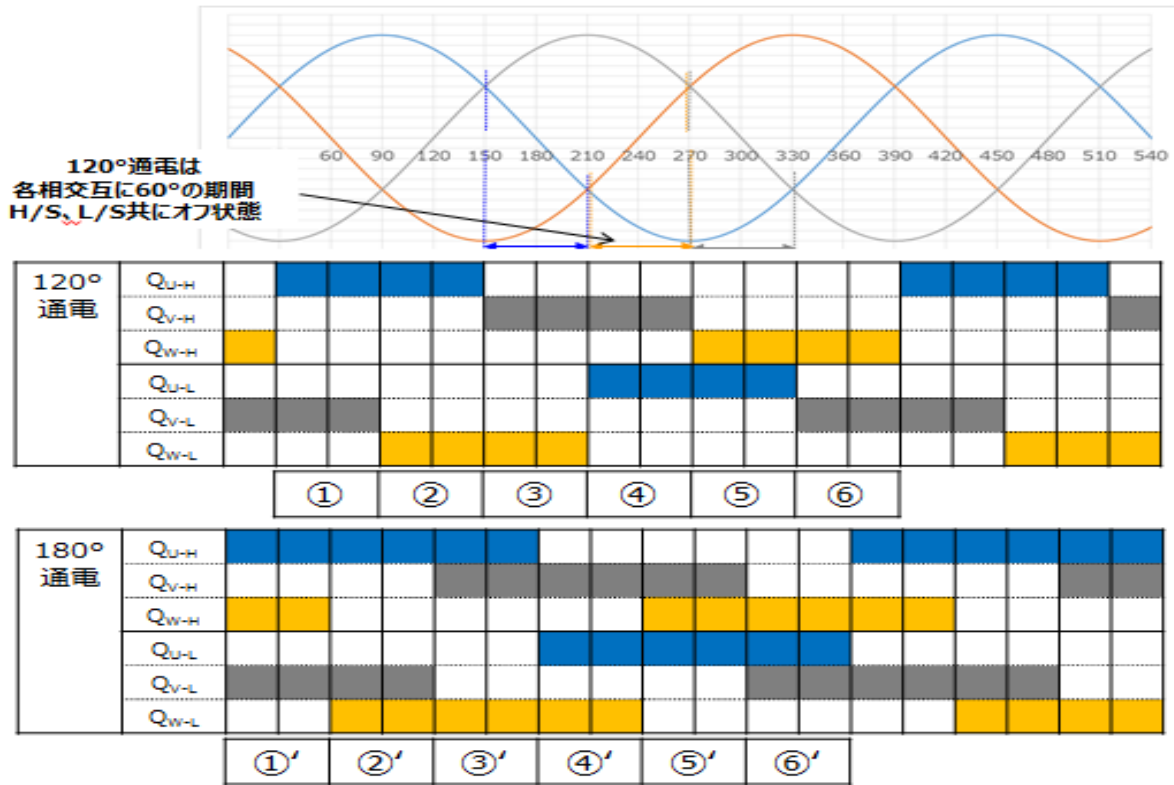 60 90 120 150 180 210 240 270 300 330 360 390 420 450 480 510 540
120°通電は
各相交互に60°の期間
H/S、L/S共にオフ状態
120°
通電
QU-H
QV-H
QW-H
QU-L
QV-L
QW-L
① ② ③ ④ ⑤ ⑥
180°
通電
QU-H
QV-H
QW-H
QU-L
QV-L
QW-L
①′ ②′ ③′ ④′ ⑤′ ⑥′